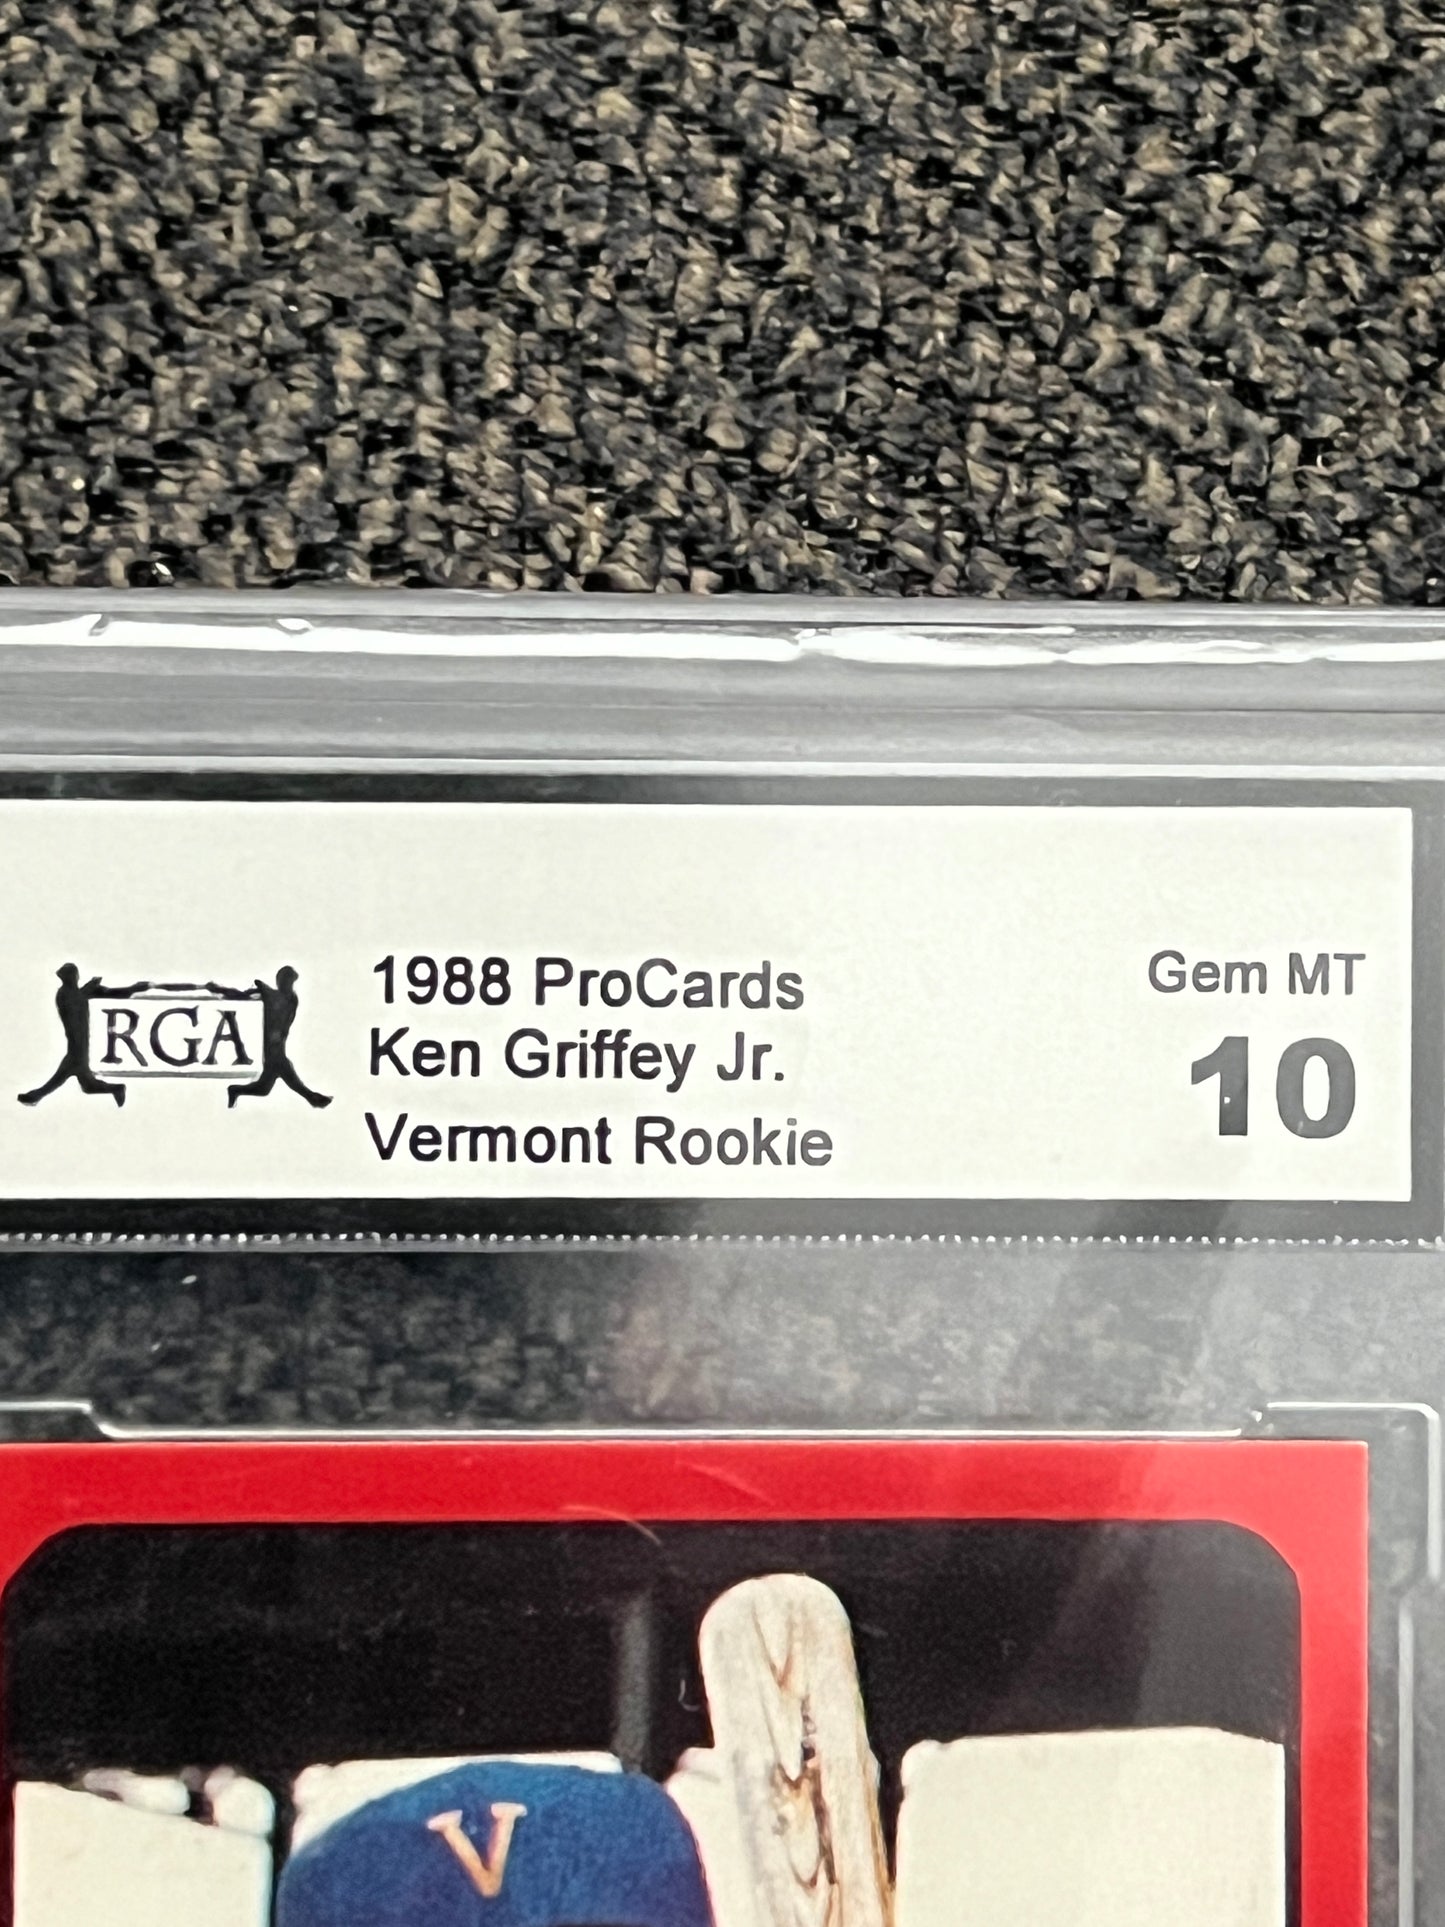 RGA
1988 ProCards
Ken Griffey Jr.
Vermont Rookie
Gem MT
10
V